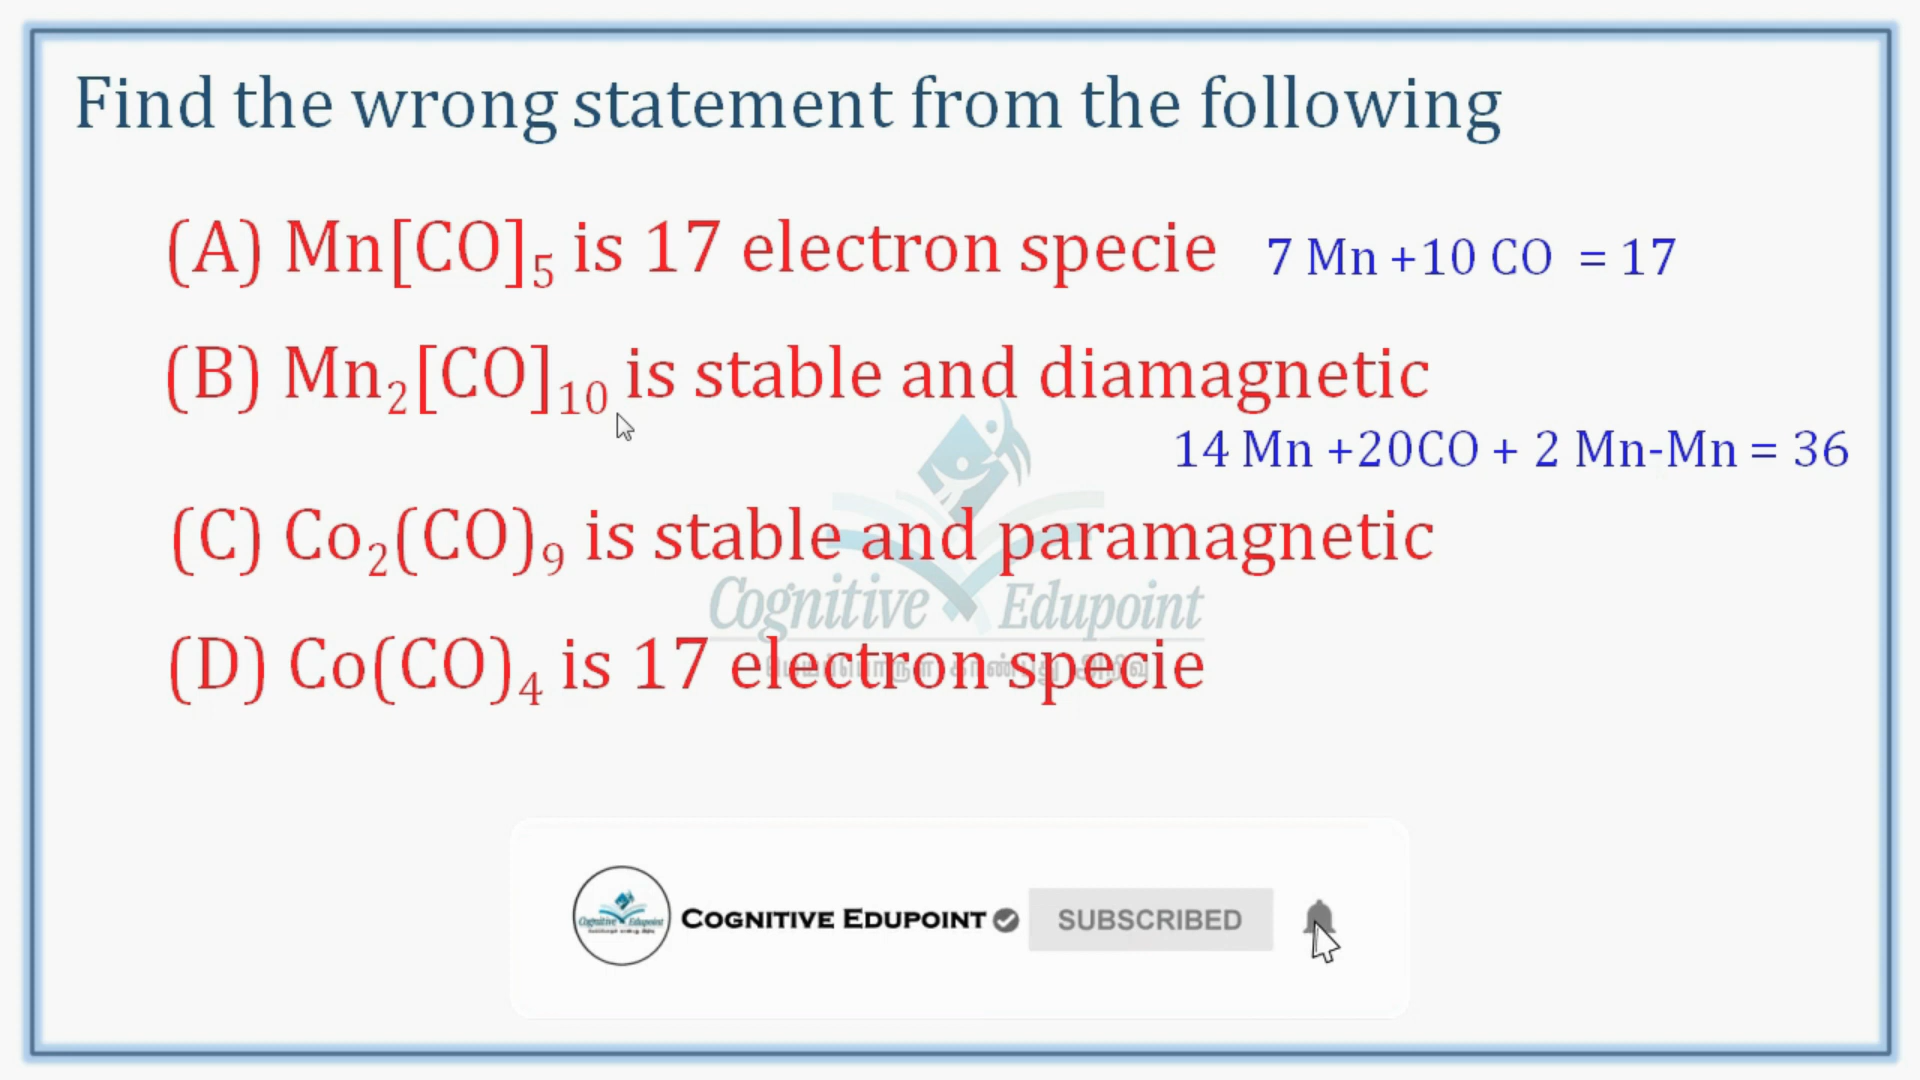 Find the wrong statement from the following
(A) Mn[CO]₅ is 17 electron specie 7 Mn +10 CO = 17
(B) Mn₂[CO]₁₀ is stable and diamagnetic
14 Mn +20CO + 2 Mn-Mn = 36
(C) Co₂(CO)₉ is stable and paramagnetic
Cognitive Edupoint
(D) Co(CO)₄ is 17 electron specie
Cognitive Edupoint
COGNITIVE EDUPOINT
SUBSCRIBED